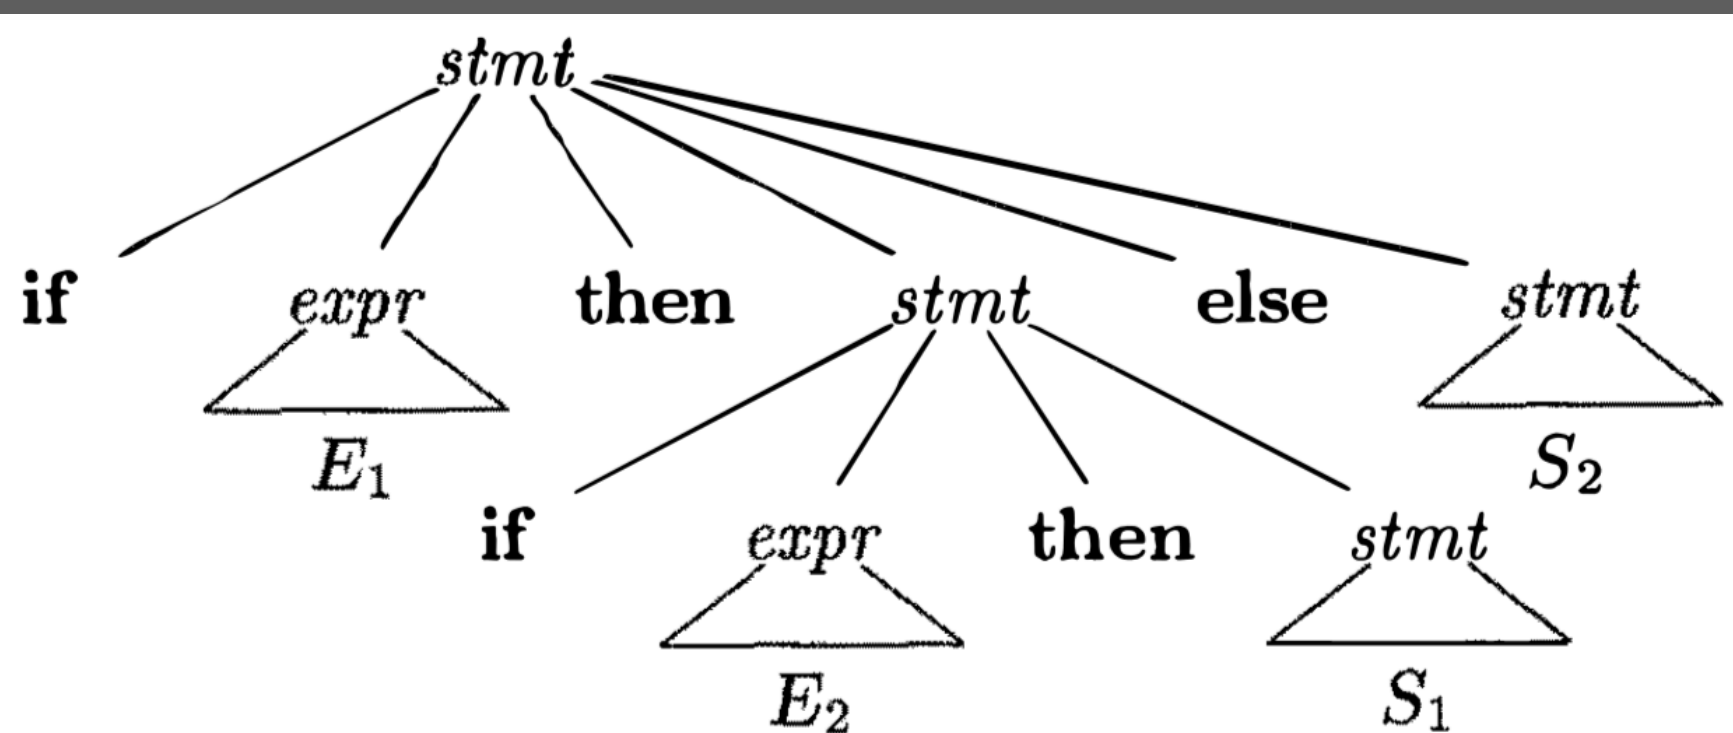 stmt
if expr then stmt else stmt
E₁ S₂
if expr then stmt
E₂ S₁